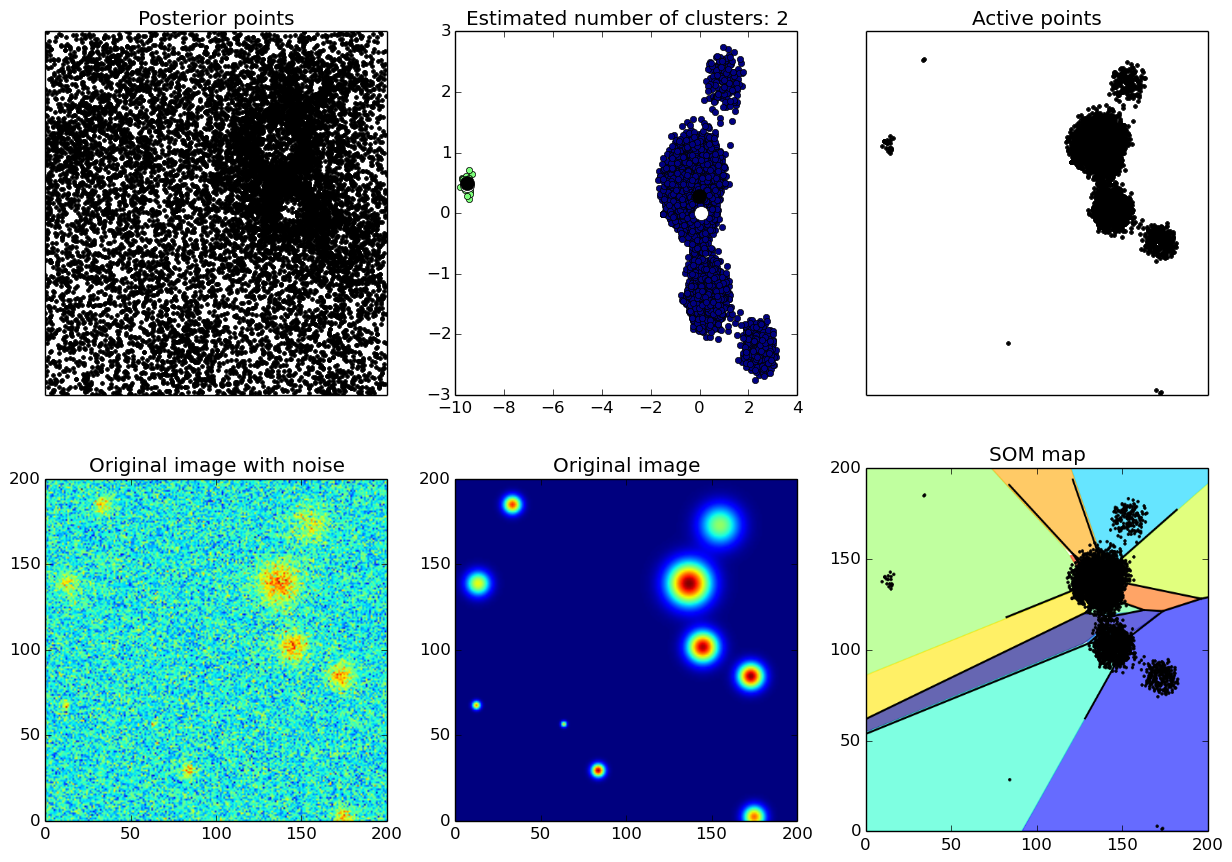 Posterior points
Estimated number of clusters: 2
Active points
3
2
1
0
−1
−2
−3
−10 −8 −6 −4 −2 0 2 4
Original image with noise
Original image
SOM map
200
150
100
50
0
0 50 100 150 200
200
150
100
50
0
0 50 100 150 200
200
150
100
50
0
0 50 100 150 200